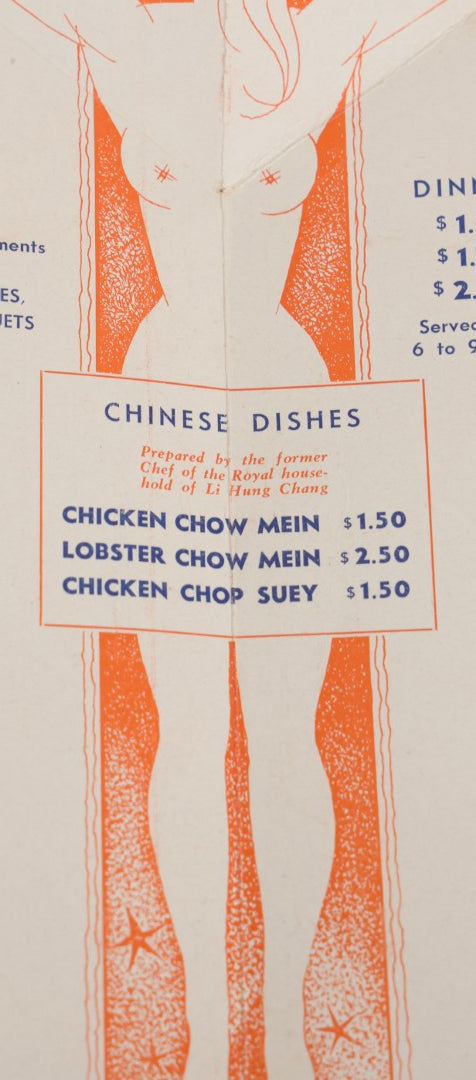 ments
ES,
ETS
DIN
$ 1.
$ 1.
$ 2.
Served
6 to 9
CHINESE DISHES
Prepared by the former
Chef of the Royal house-
hold of Li Hung Chang
CHICKEN CHOW MEIN $1.50
LOBSTER CHOW MEIN $2.50
CHICKEN CHOP SUEY $1.50